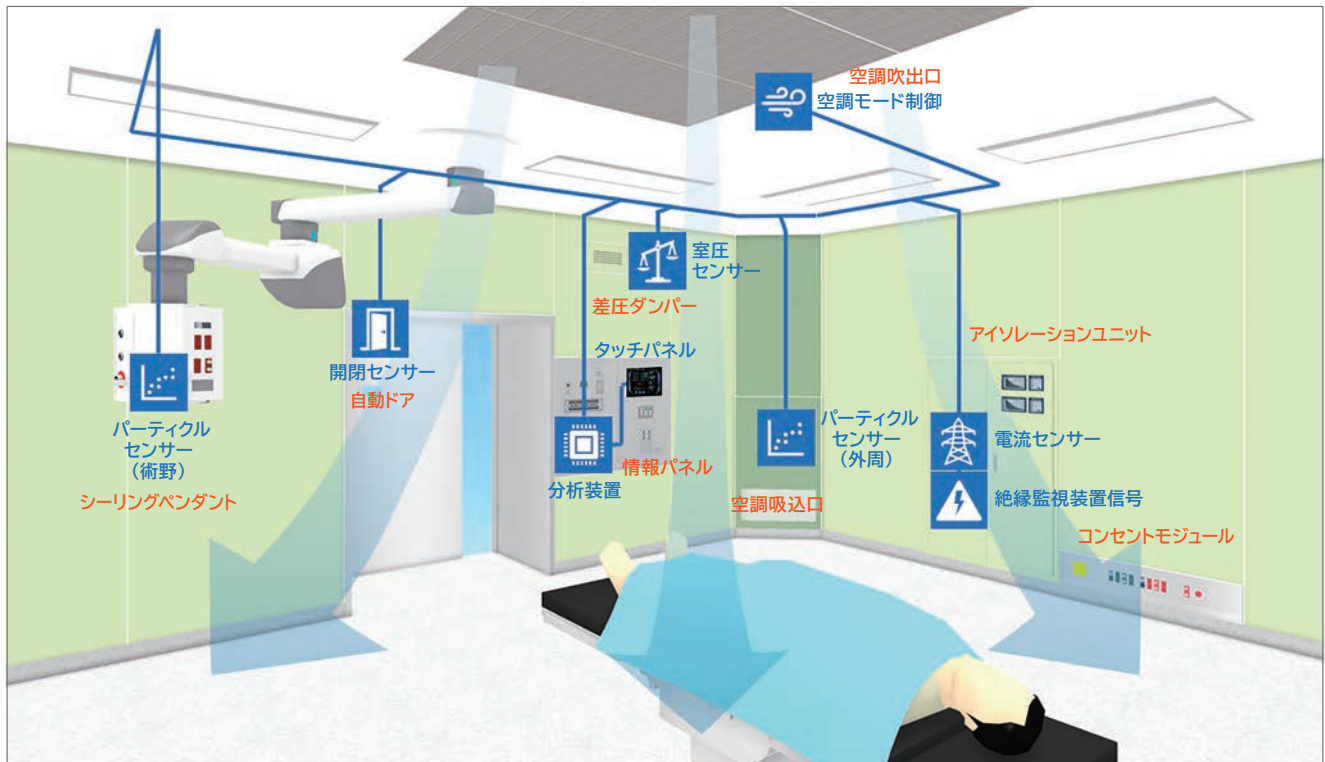 空調吹出口
空調モード制御
室圧
センサー
差圧ダンパー
アイソレーションユニット
タッチパネル
開閉センサー
自動ドア
パーティクル
センサー
（術野）
シーリングペンダント
分析装置
情報パネル
パーティクル
センサー
（外周）
空調吸込口
電流センサー
絶縁監視装置信号
コンセントモジュール